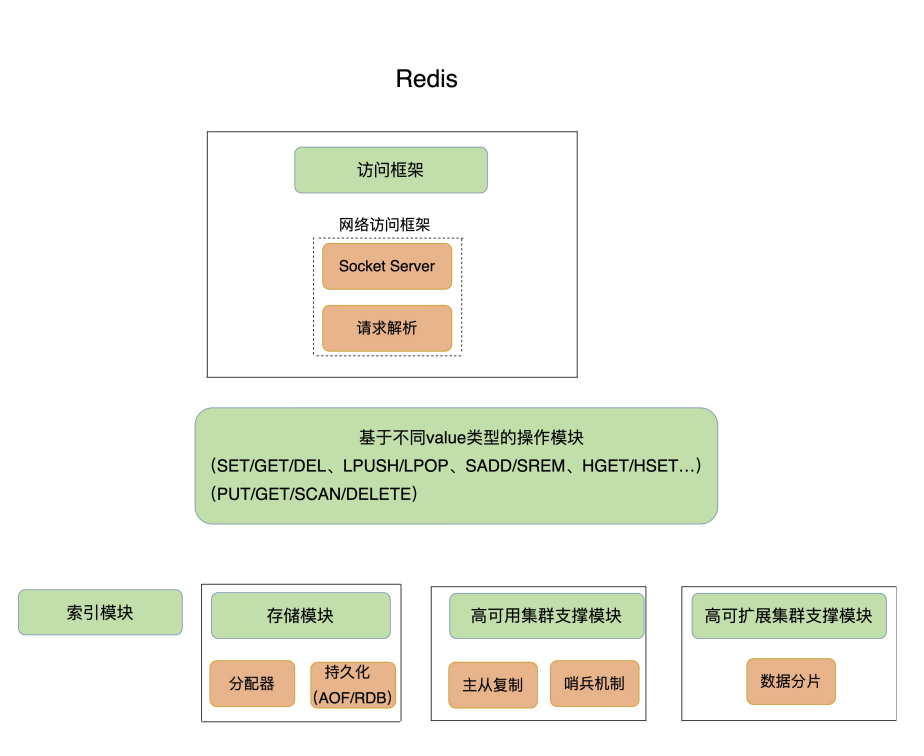 Redis
访问框架
网络访问框架
Socket Server
请求解析
基于不同value类型的操作模块
（SET/GET/DEL、LPUSH/LPOP、SADD/SREM、HGET/HSET...）
（PUT/GET/SCAN/DELETE）
索引模块
存储模块
分配器
持久化
（AOF/RDB）
高可用集群支撑模块
主从复制
哨兵机制
高可扩展集群支撑模块
数据分片